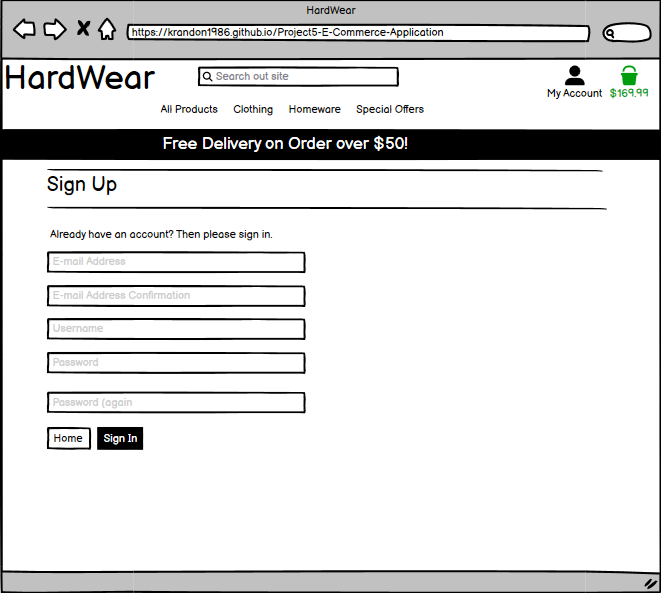 HardWear
https://krandon1986.github.io/Project5-E-Commerce-Application
HardWear
Search out site
My Account $169.99
All Products Clothing Homeware Special Offers
Free Delivery on Order over $50!
Sign Up
Already have an account? Then please sign in.
E-mail Address
E-mail Address Confirmation
Username
Password
Password (again
Home Sign In